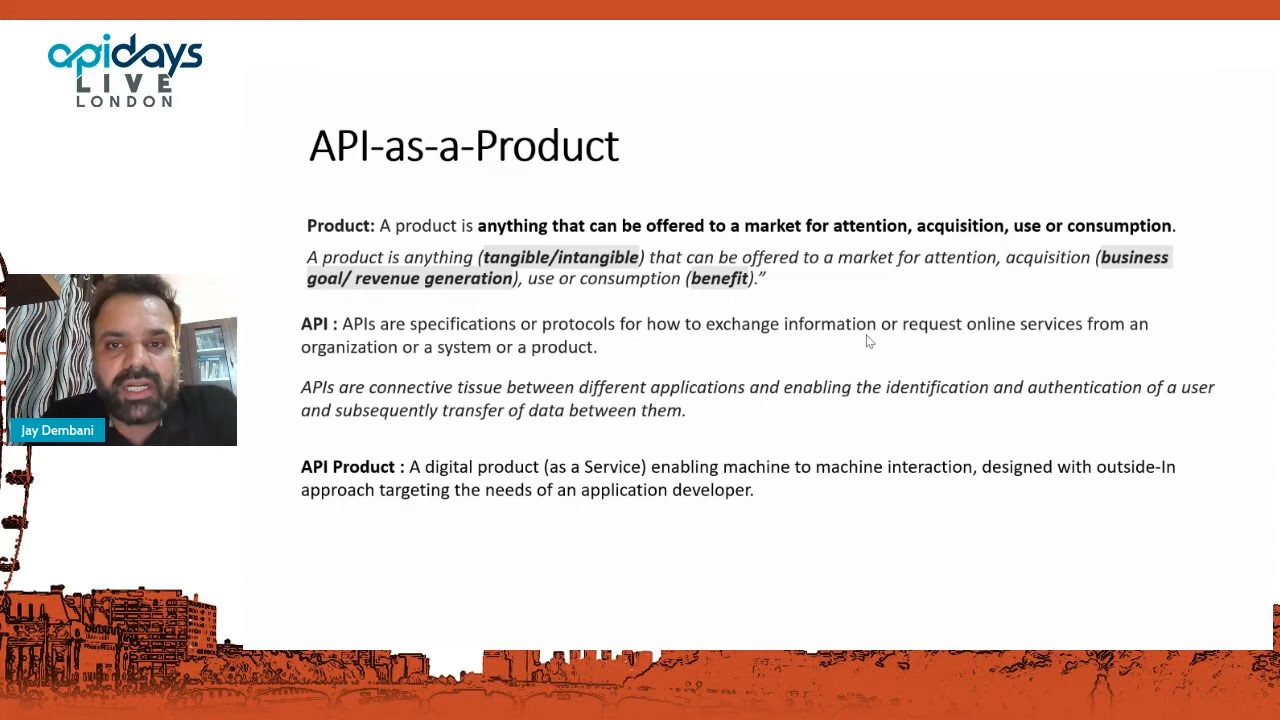 apidays
LIVE
LONDON
API-as-a-Product
Product: A product is anything that can be offered to a market for attention, acquisition, use or consumption.
A product is anything (tangible/intangible) that can be offered to a market for attention, acquisition (business
goal/ revenue generation), use or consumption (benefit).”
API : APIs are specifications or protocols for how to exchange information or request online services from an
organization or a system or a product.
APIs are connective tissue between different applications and enabling the identification and authentication of a user
and subsequently transfer of data between them.
Jay Dembani
API Product : A digital product (as a Service) enabling machine to machine interaction, designed with outside-In
approach targeting the needs of an application developer.